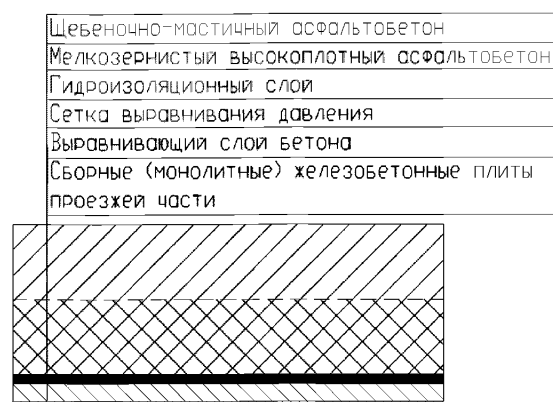 Щебеночно-мастичный асфальтобетон
Мелкозернистый высокоплотный асфальтобетон
Гидроизоляционный слой
Сетка выравнивания давления
Выравнивающий слой бетона
Сборные (монолитные) железобетонные плиты
проезжей части